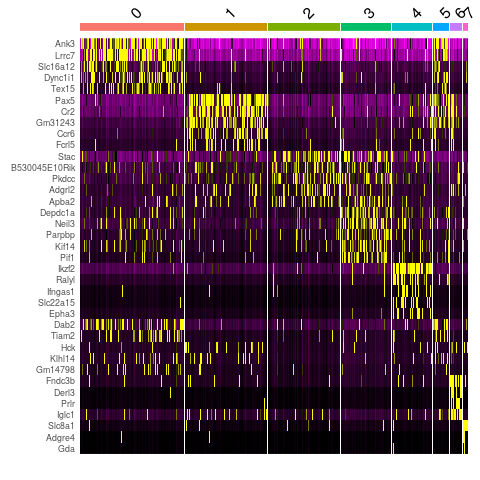 0 1 2 3 4 5 6 7
Ank3
Lrrc7
Slc16a12
Dync1i1
Tex15
Pax5
Cr2
Gm31243
Ccr6
Fcrl5
Stac
B530045E10Rik
Pkdcc
Adgrl2
Apba2
Depdc1a
Neil3
Parpbp
Kif14
Pif1
Ikzf2
Ralyl
Ifngas1
Slc22a15
Epha3
Dab2
Tiam2
Hck
Klhl14
Gm14798
Fndc3b
Derl3
Prlr
Iglc1
Slc8a1
Adgre4
Gda